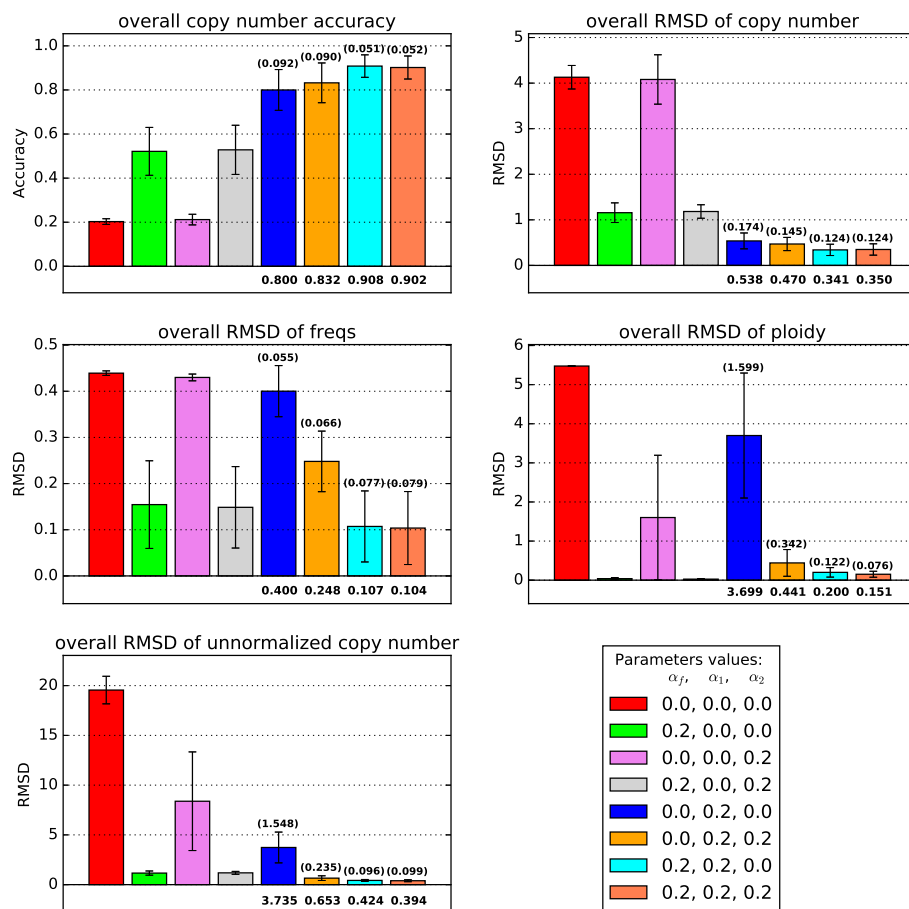 overall copy number accuracy
1.0
0.8
0.6
0.4
0.2
0.0
Accuracy
(0.092)
(0.090)
(0.051)
(0.052)
0.800 0.832 0.908 0.902
overall RMSD of copy number
5
4
3
2
1
0
RMSD
(0.174)
(0.145)
(0.124)
(0.124)
0.538 0.470 0.341 0.350
overall RMSD of freqs
0.5
0.4
0.3
0.2
0.1
0.0
RMSD
(0.055)
(0.066)
(0.077)
(0.079)
0.400 0.248 0.107 0.104
overall RMSD of ploidy
6
5
4
3
2
1
0
RMSD
(1.599)
(0.342)
(0.122)
(0.076)
3.699 0.441 0.200 0.151
overall RMSD of unnormalized copy number
20
15
10
5
0
RMSD
(1.548)
(0.235)
(0.096)
(0.099)
3.735 0.653 0.424 0.394
Parameters values:
α_f, α_1, α_2
0.0, 0.0, 0.0
0.2, 0.0, 0.0
0.0, 0.0, 0.2
0.2, 0.0, 0.2
0.0, 0.2, 0.0
0.0, 0.2, 0.2
0.2, 0.2, 0.0
0.2, 0.2, 0.2